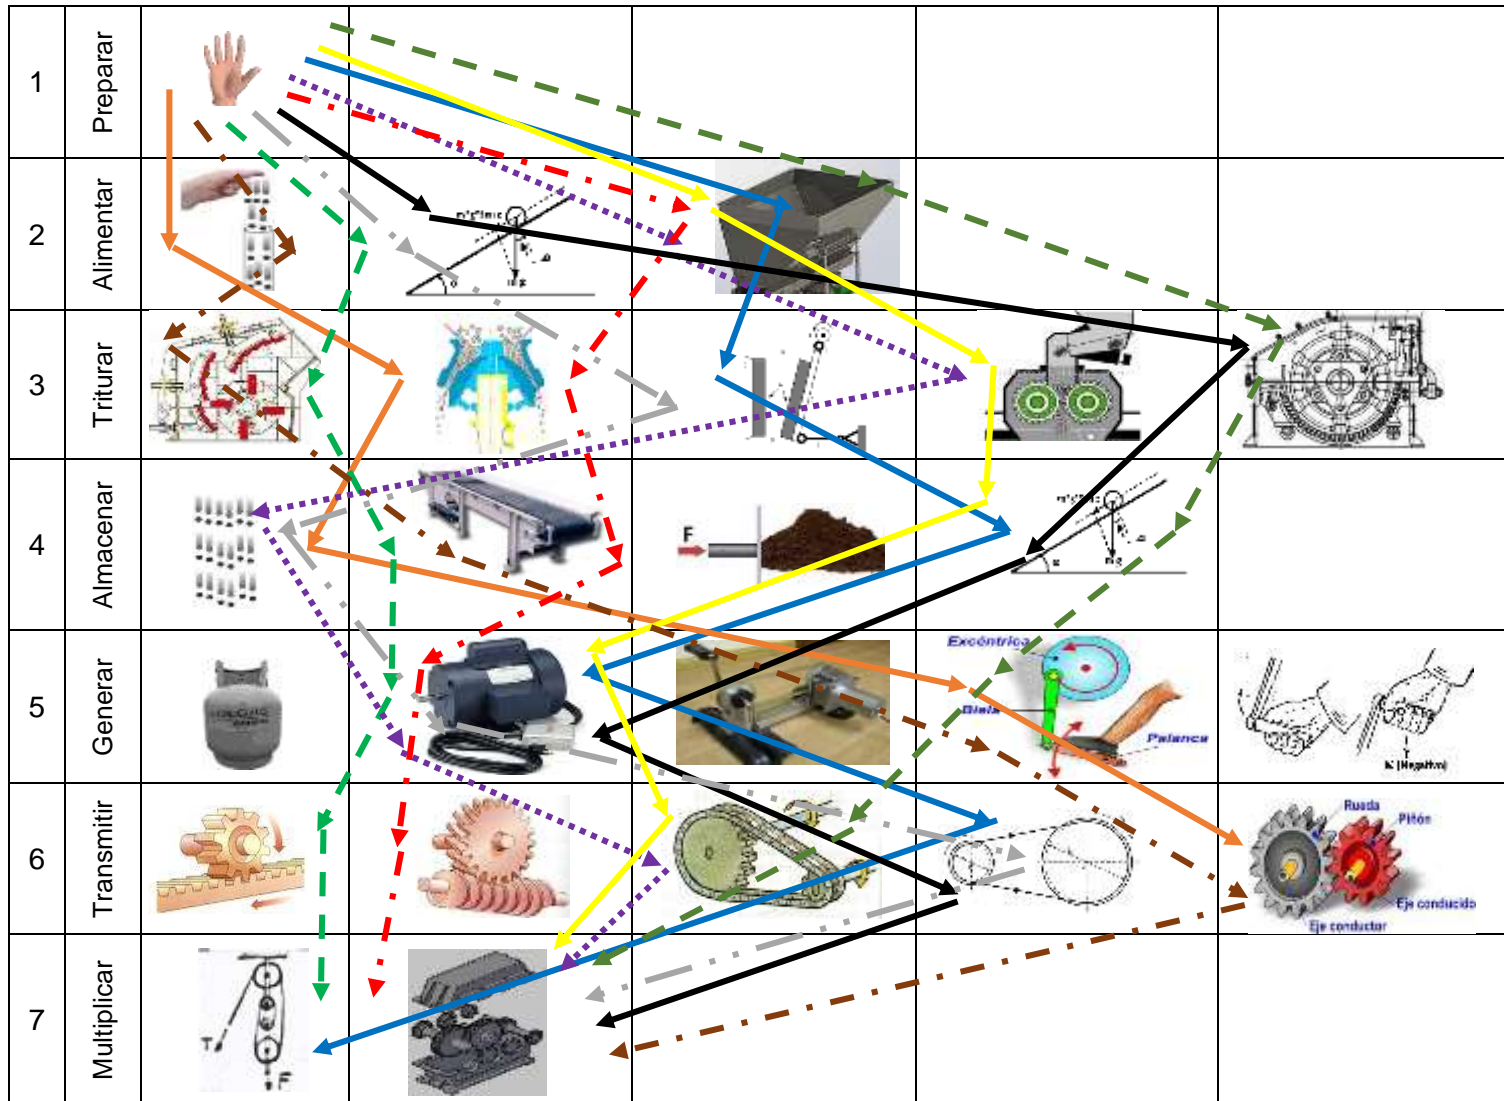 1 Preparar
2 Alimentar
3 Triturar
4 Almacenar
F
5 Generar
Excéntrica
Biela
Palanca
(Negativo)
6 Transmitir
Rueda
Piñón
Eje conducido
Eje conductor
7 Multiplicar
T
F